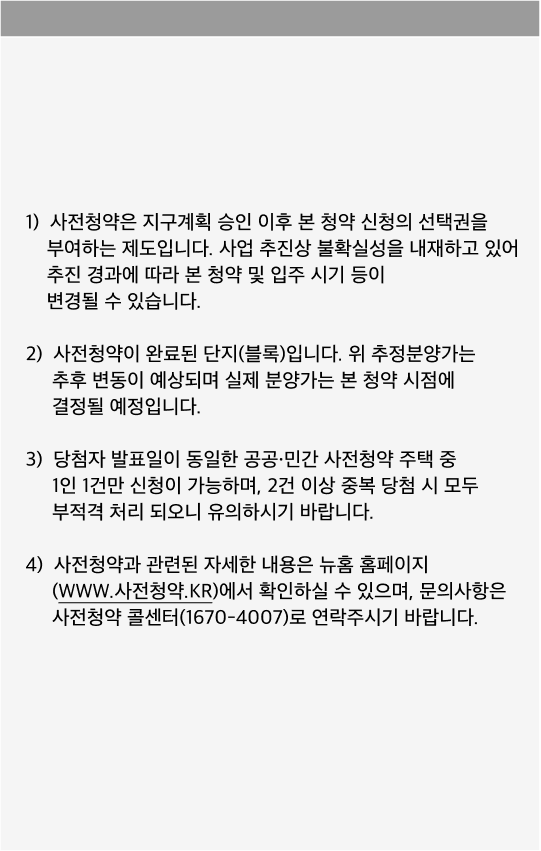 1) 사전청약은 지구계획 승인 이후 본 청약 신청의 선택권을
부여하는 제도입니다. 사업 추진상 불확실성을 내재하고 있어
추진 경과에 따라 본 청약 및 입주 시기 등이
변경될 수 있습니다.
2) 사전청약이 완료된 단지(블록)입니다. 위 추정분양가는
추후 변동이 예상되며 실제 분양가는 본 청약 시점에
결정될 예정입니다.
3) 당첨자 발표일이 동일한 공공·민간 사전청약 주택 중
1인 1건만 신청이 가능하며, 2건 이상 중복 당첨 시 모두
부적격 처리 되오니 유의하시기 바랍니다.
4) 사전청약과 관련된 자세한 내용은 뉴홈 홈페이지
(WWW.사전청약.KR)에서 확인하실 수 있으며, 문의사항은
사전청약 콜센터(1670-4007)로 연락주시기 바랍니다.